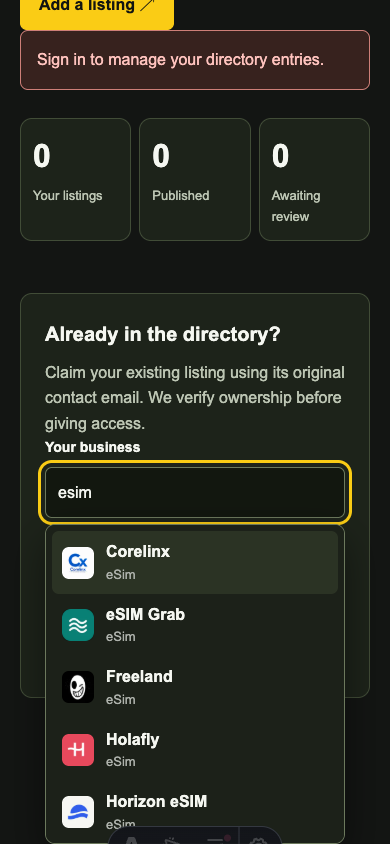 Add a listing ↗
Sign in to manage your directory entries.
0
Your listings
0
Published
0
Awaiting
review
Already in the directory?
Claim your existing listing using its original
contact email. We verify ownership before
giving access.
Your business
esim
Corelinx
eSim
eSIM Grab
eSim
Freeland
eSim
Holafly
eSim
Horizon eSIM
eSim